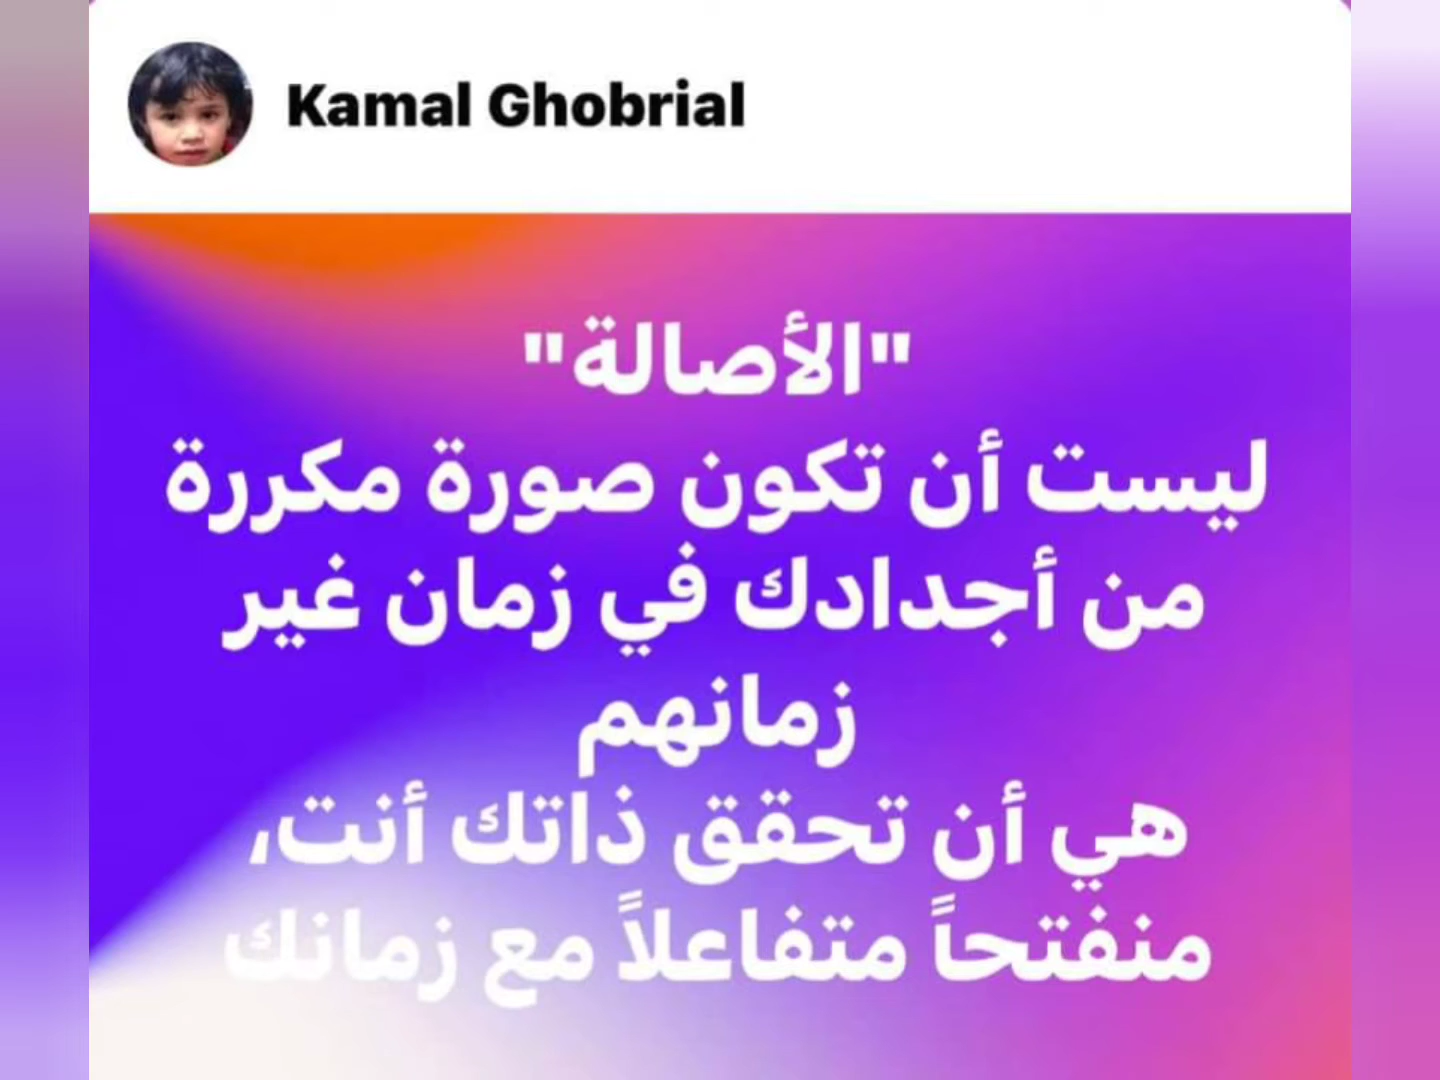 Kamal Ghobrial
"الأصالة"
ليست أن تكون صورة مكررة
من أجدادك في زمان غير
زمانهم
هي أن تحقق ذاتك أنت،
منفتحاً متفاعلاً مع زمانك